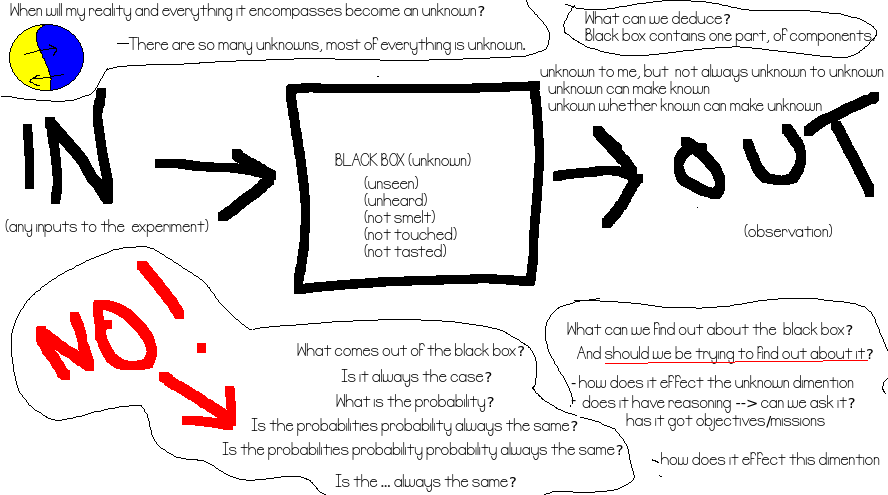 When will my reality and everything it encompasses become an unknown?
—There are so many unknowns, most of everything is unknown.
What can we deduce?
Black box contains one part, of components.
unknown to me, but not always unknown to unknown
unknown can make known
unkown whether known can make unknown
IN
(any inputs to the experiment)
BLACK BOX (unknown)
(unseen)
(unheard)
(not smelt)
(not touched)
(not tasted)
OUT
(observation)
NO!
What comes out of the black box?
Is it always the case?
What is the probability?
Is the probabilities probability always the same?
Is the probabilities probability probability always the same?
Is the ... always the same?
What can we find out about the black box?
And should we be trying to find out about it?
-how does it effect the unknown dimention
does it have reasoning --> can we ask it?
has it got objectives/missions
-how does it effect this dimention